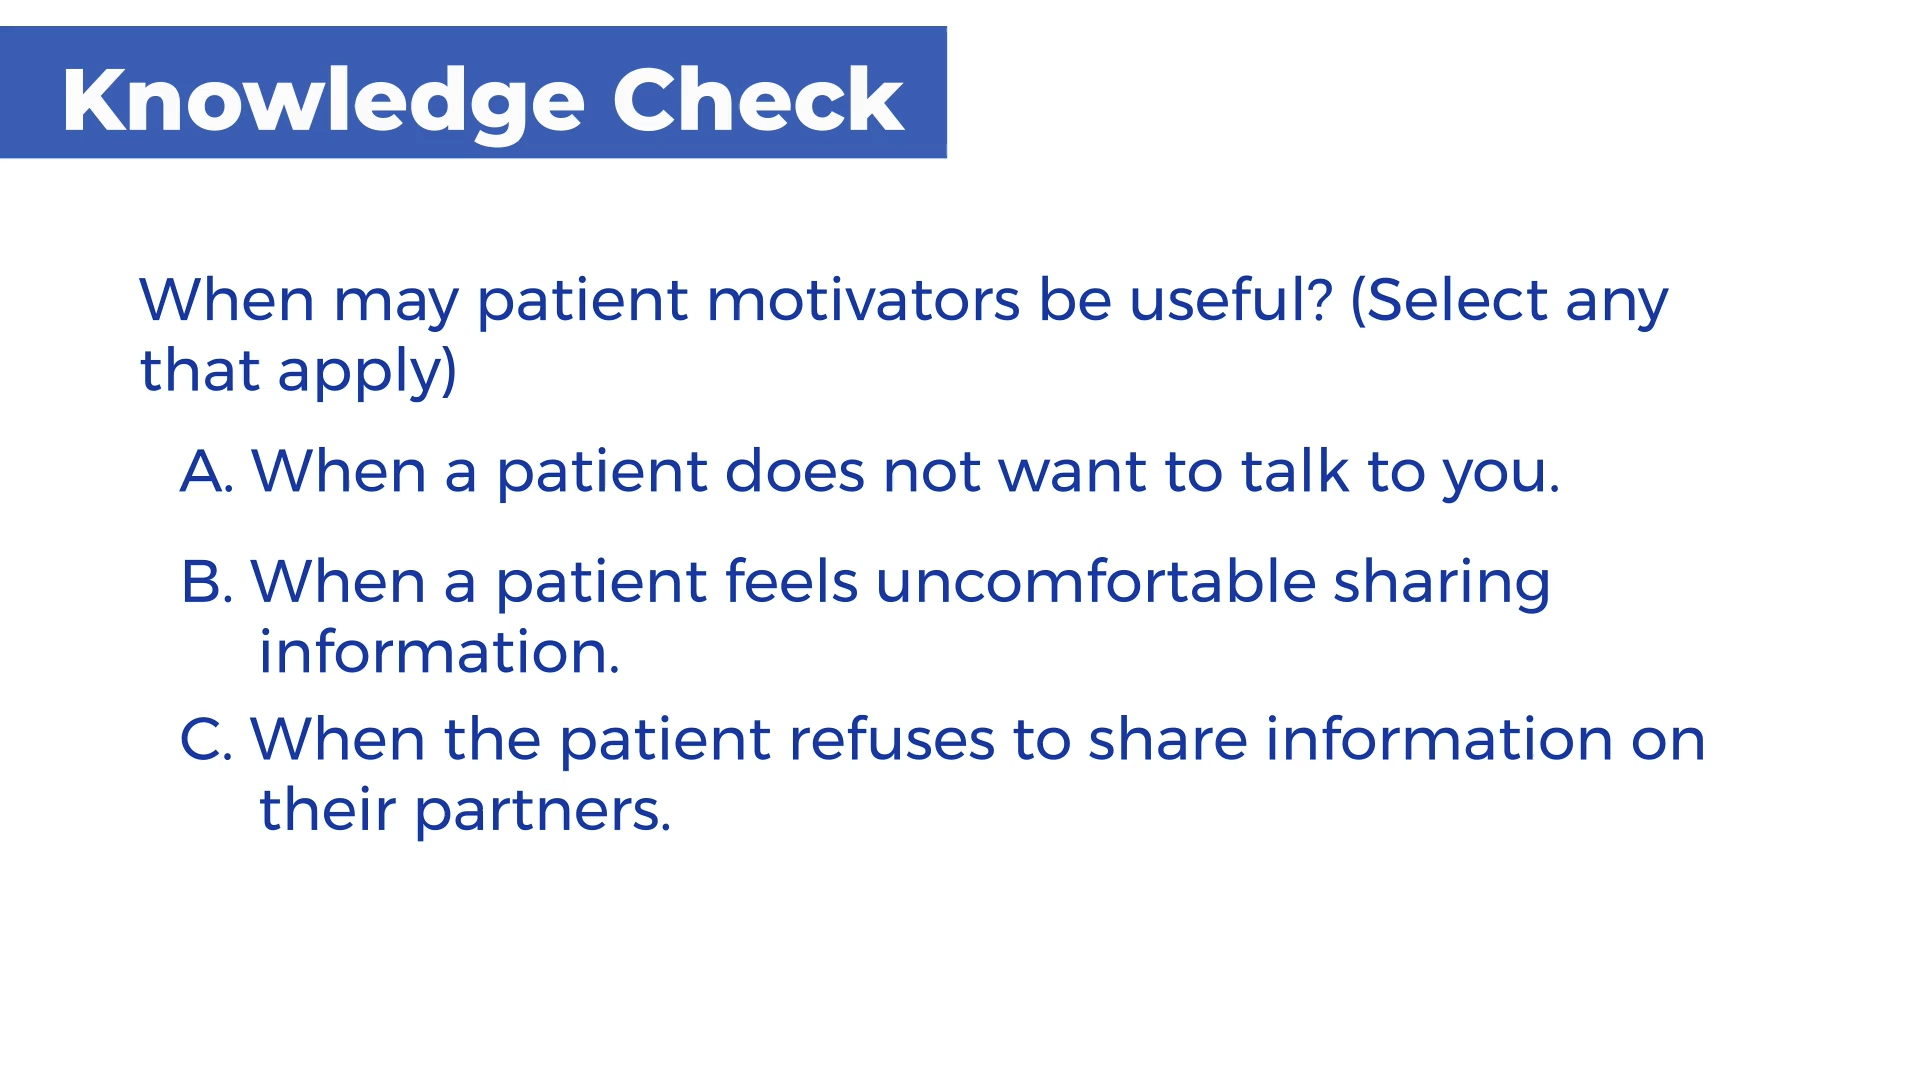 Knowledge Check
When may patient motivators be useful? (Select any
that apply)
A. When a patient does not want to talk to you.
B. When a patient feels uncomfortable sharing
information.
C. When the patient refuses to share information on
their partners.